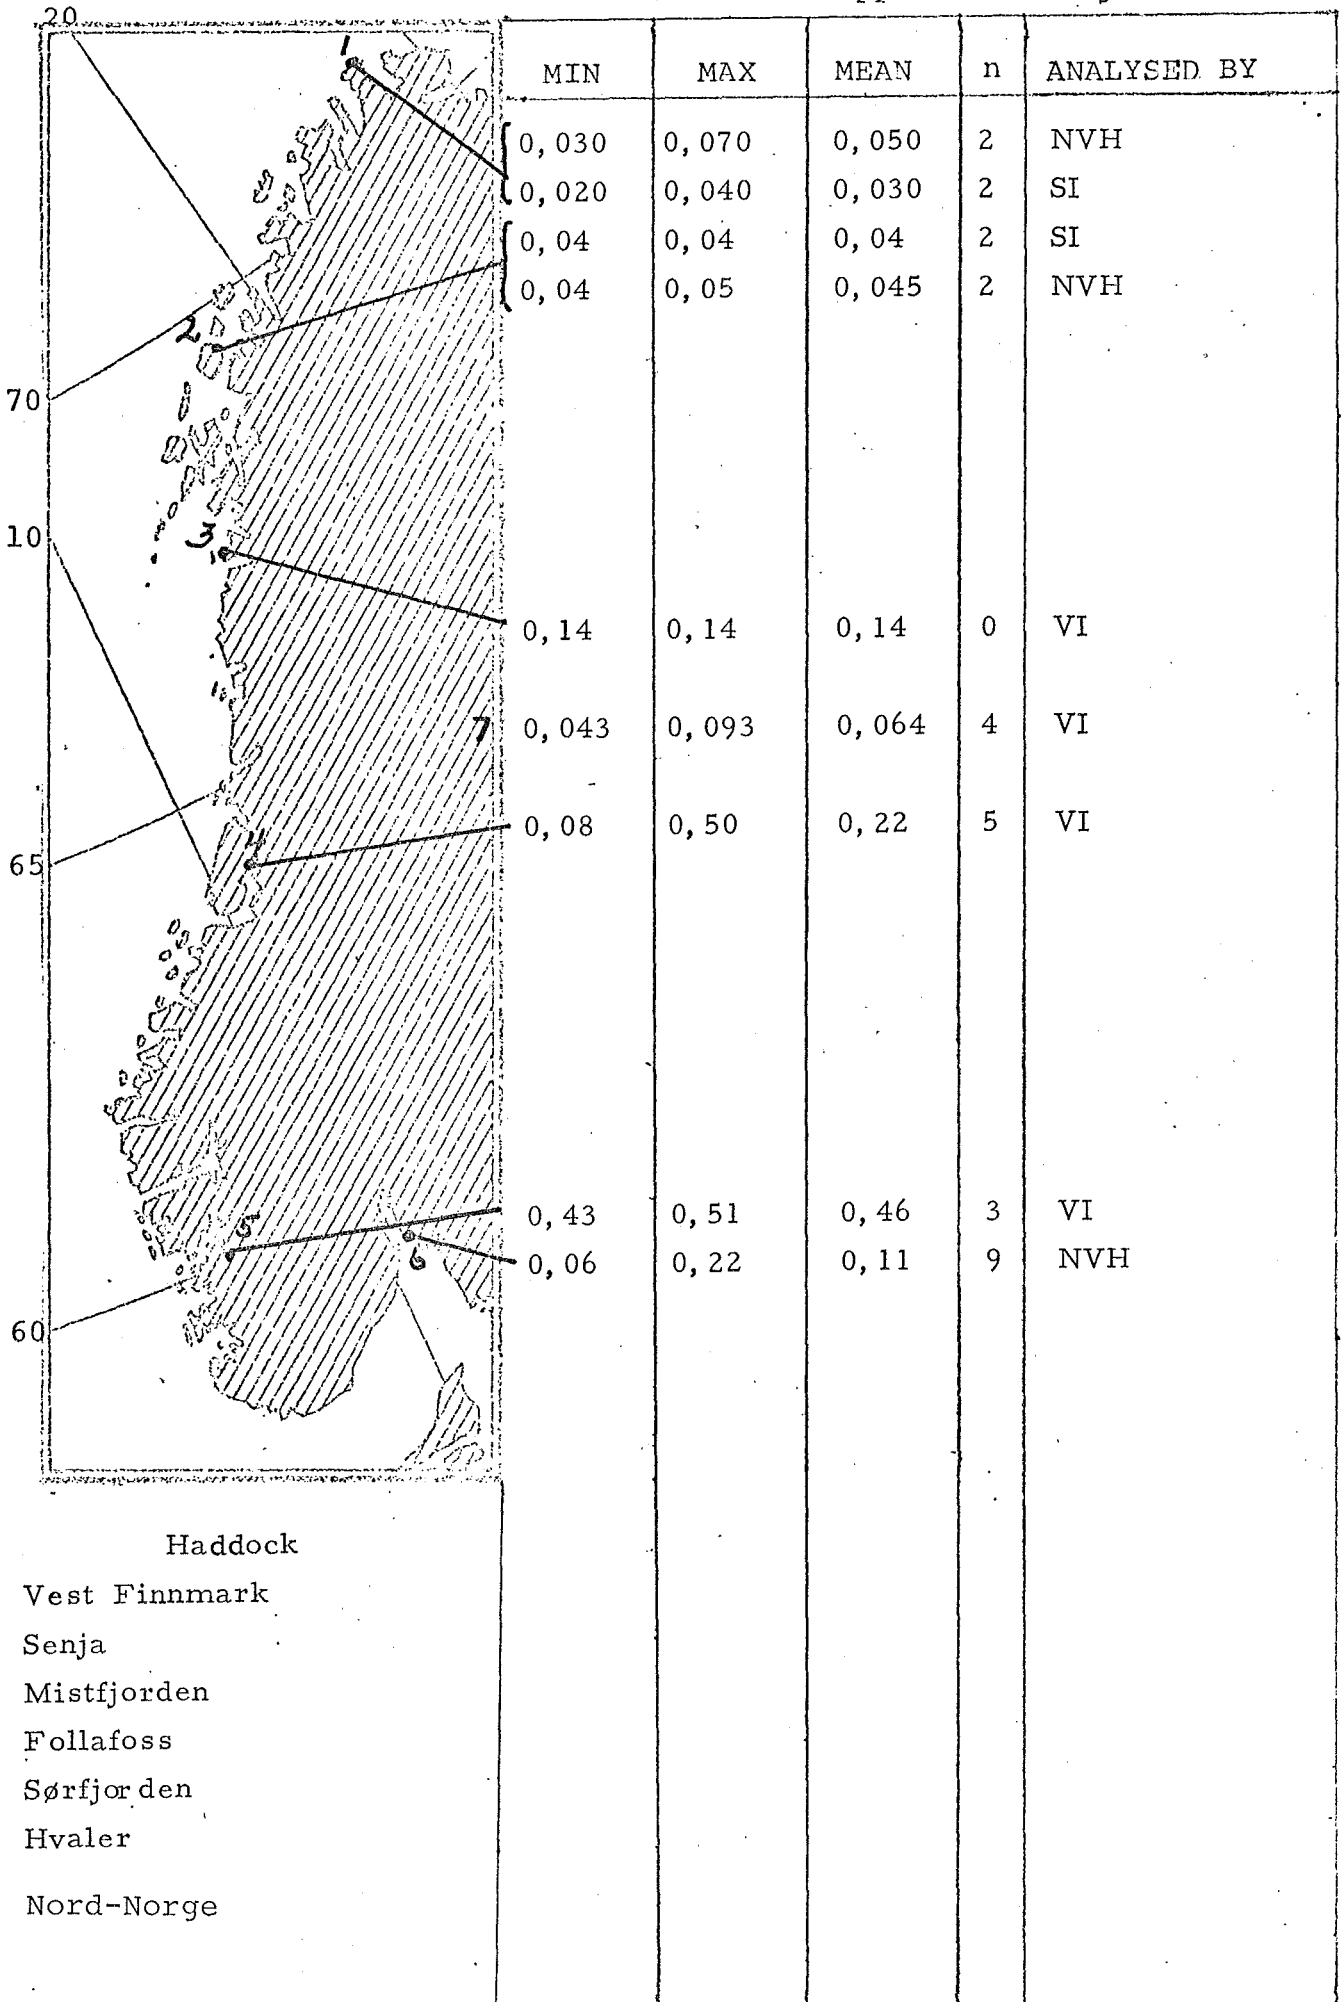 MIN MAX MEAN n ANALYSED BY
20
1
0,030 0,070 0,050 2 NVH
0,020 0,040 0,030 2 SI
0,04 0,04 0,04 2 SI
0,04 0,05 0,045 2 NVH
2
70
10
3
0,14 0,14 0,14 0 VI
7 0,043 0,093 0,064 4 VI
4
0,08 0,50 0,22 5 VI
65
0,43 0,51 0,46 3 VI
5
6
0,06 0,22 0,11 9 NVH
60
Haddock
Vest Finnmark
Senja
Mistfjorden
Follafoss
Sørfjorden
Hvaler
Nord-Norge